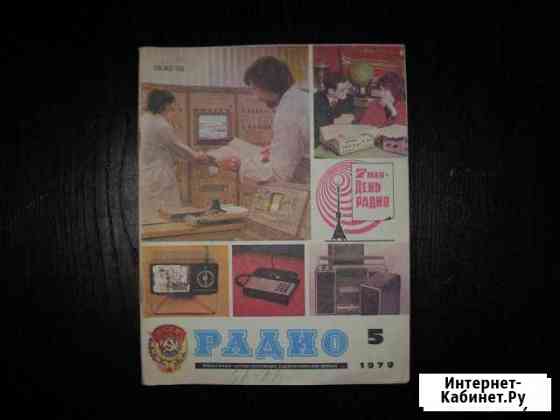 7 мая-
ДЕНЬ
РАДИО
РАДИО
5
1979
Интернет-
Кабинет.Ру